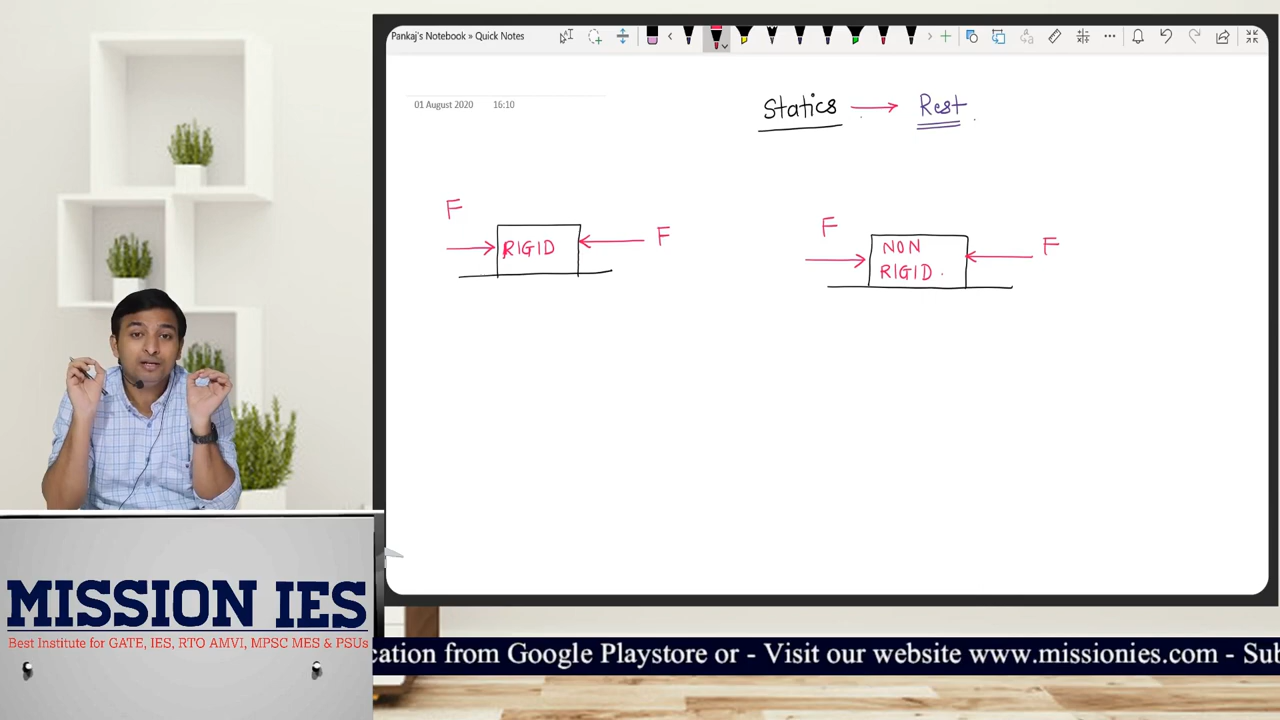 Pankaj's Notebook » Quick Notes
01 August 2020 16:10
Statics → Rest
F
RIGID
F
F
NON
RIGID.
F
MISSION IES
Best Institute for GATE, IES, RTO AMVI, MPSC MES & PSUs
cation from Google Playstore or - Visit our website www.missionies.com - Sub